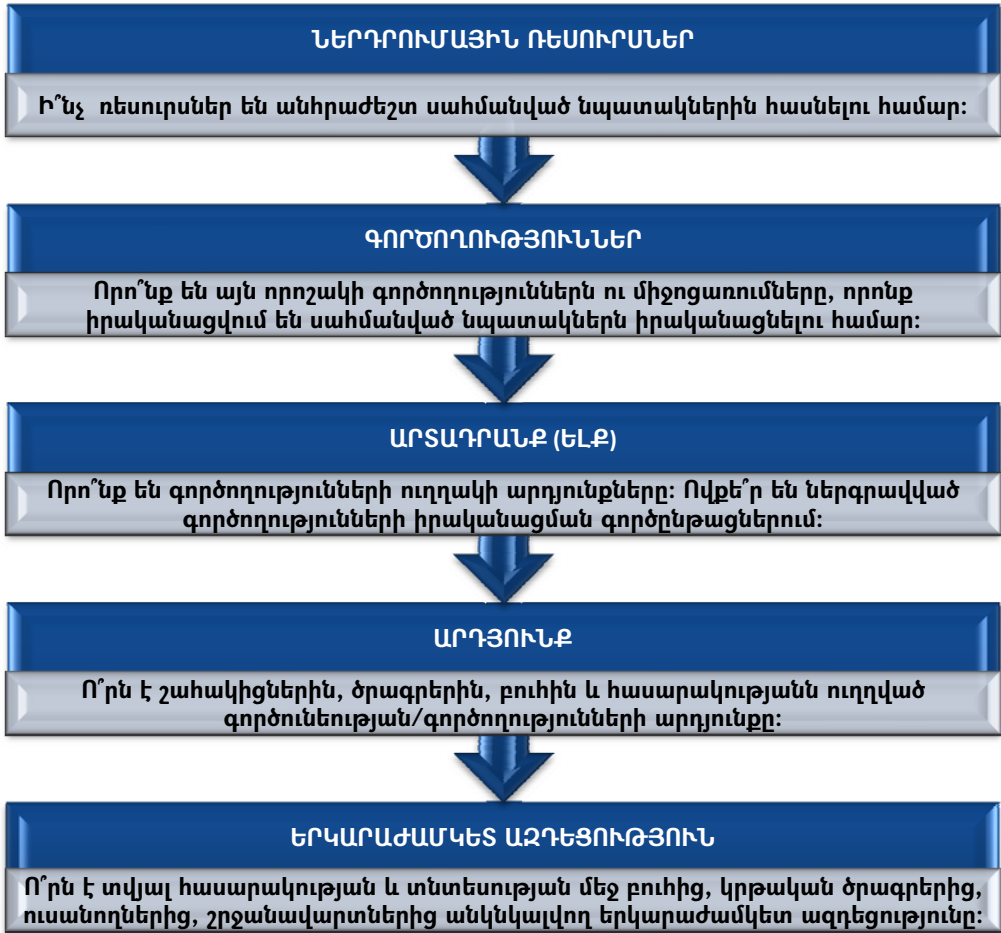 ՆԵՐԴՐՈՒՄԱՅԻՆ ՌԵՍՈՒՐՍՆԵՐ
Ի՞նչ ռեսուրսներ են անհրաժեշտ սահմանված նպատակներին հասնելու համար:
ԳՈՐԾՈՂՈՒԹՅՈՒՆՆԵՐ
Որո՞նք են այն որոշակի գործողություններն ու միջոցառումները, որոնք
իրականացվում են սահմանված նպատակներն իրականացնելու համար:
ԱՐՏԱԴՐԱՆՔ (ԵԼՔ)
Որո՞նք են գործողությունների ուղղակի արդյունքները: Ովքե՞ր են ներգրավված
գործողությունների իրականացման գործընթացներում:
ԱՐԴՅՈՒՆՔ
Ո՞րն է շահակիցներին, ծրագրերին, բուհին և հասարակությանն ուղղված
գործունեության/գործողությունների արդյունքը:
ԵՐԿԱՐԱԺԱՄԿԵՏ ԱԶԴԵՑՈՒԹՅՈՒՆ
Ո՞րն է տվյալ հասարակության և տնտեսության մեջ բուհից, կրթական ծրագրերից,
ուսանողներից, շրջանավարտներից անկնկալվող երկարաժամկետ ազդեցությունը: